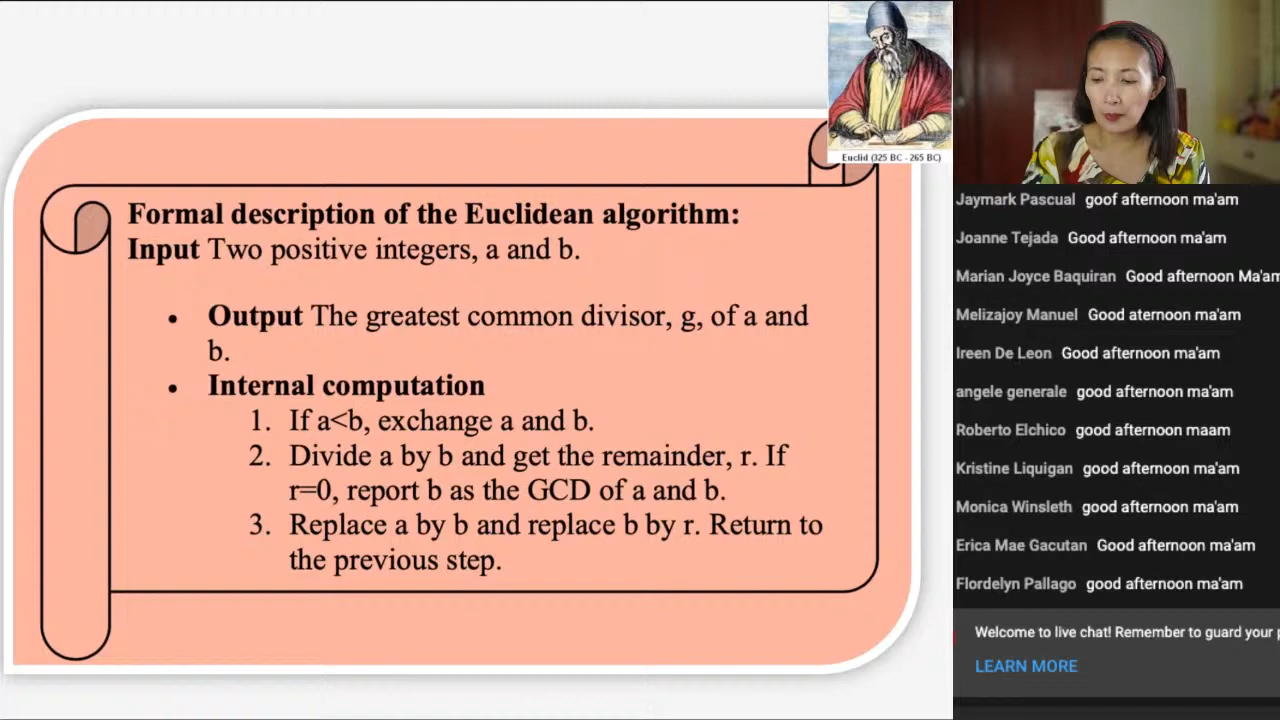 Euclid (325 BC - 265 BC)
Formal description of the Euclidean algorithm:
Input Two positive integers, a and b.
• Output The greatest common divisor, g, of a and
b.
• Internal computation
1. If a<b, exchange a and b.
2. Divide a by b and get the remainder, r. If
r=0, report b as the GCD of a and b.
3. Replace a by b and replace b by r. Return to
the previous step.
Jaymark Pascual goof afternoon ma'am
Joanne Tejada Good afternoon ma'am
Marian Joyce Baquiran Good afternoon Ma'am
Melizajoy Manuel Good aternoon ma'am
Ireen De Leon Good afternoon ma'am
angele generale good afternoon ma'am
Roberto Elchico good afternoon maam
Kristine Liquigan good afternoon ma'am
Monica Winsleth good afternoon ma'am
Erica Mae Gacutan Good afternoon ma'am
Flordelyn Pallago good afternoon ma'am
Welcome to live chat! Remember to guard your
LEARN MORE